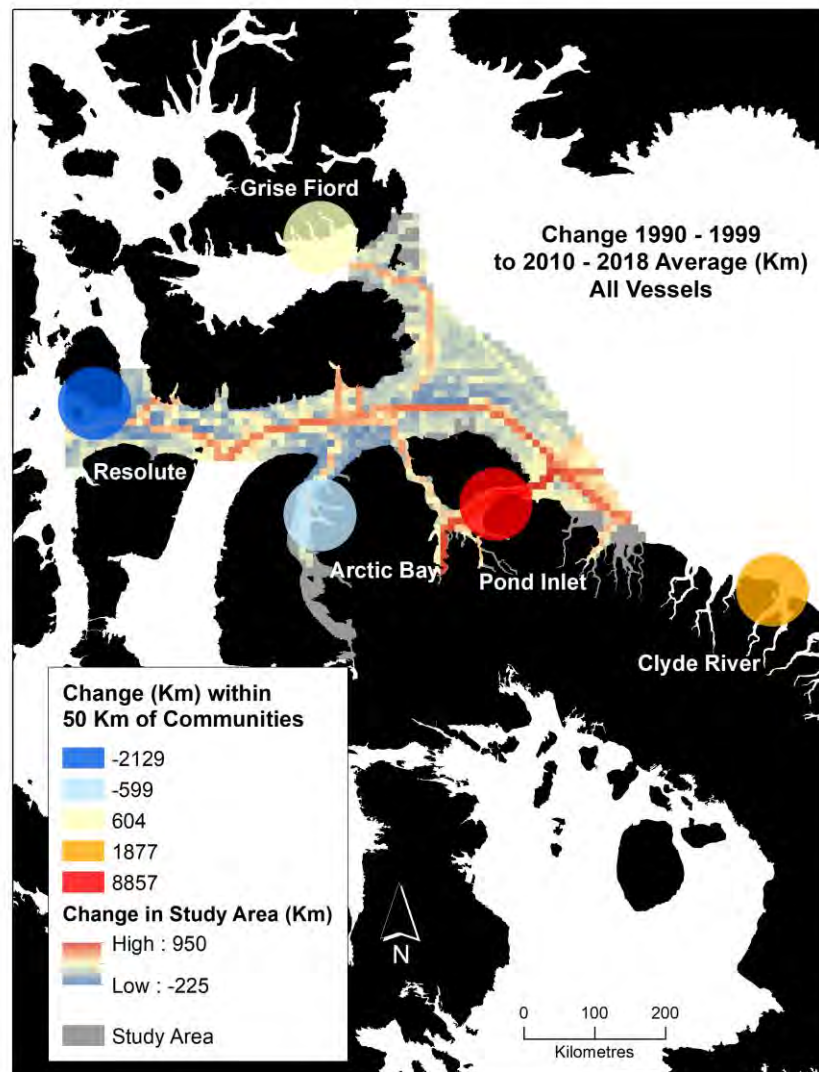 Grise Fiord
Change 1990 - 1999
to 2010 - 2018 Average (Km)
All Vessels
Resolute
Arctic Bay
Pond Inlet
Clyde River
Change (Km) within
50 Km of Communities
-2129
-599
604
1877
8857
Change in Study Area (Km)
High : 950
Low : -225
Study Area
N
0 100 200
Kilometres